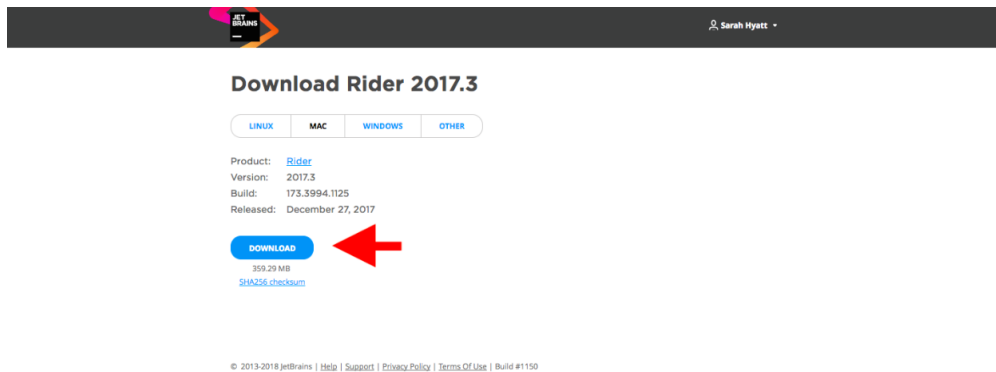 JET
BRAINS
Sarah Hyatt
Download Rider 2017.3
LINUX MAC WINDOWS OTHER
Product: Rider
Version: 2017.3
Build: 173.3994.1125
Released: December 27, 2017
DOWNLOAD
359.29 MB
SHA256 checksum
© 2013-2018 JetBrains | Help | Support | Privacy Policy | Terms Of Use | Build #1150